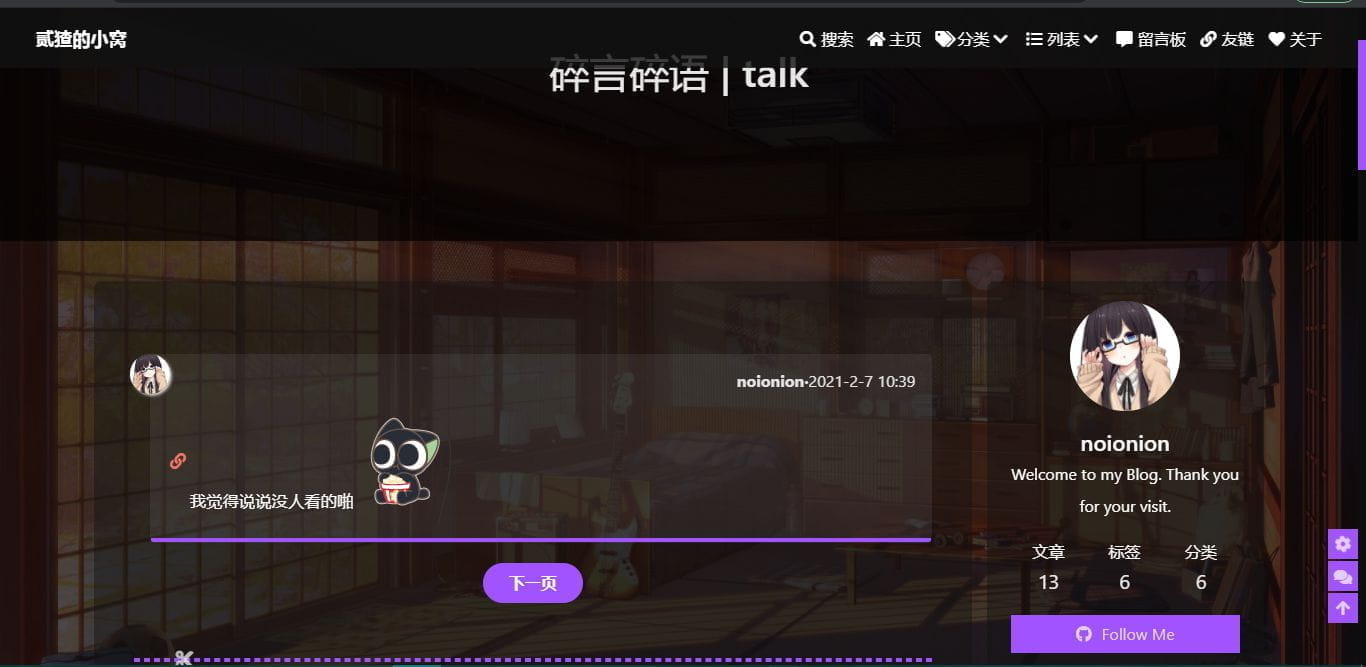 贰猹的小窝
搜索 主页 分类 列表 留言板 友链 关于
碎言碎语 | talk
noionion·2021-2-7 10:39
我觉得说说没人看的啪
下一页
noionion
Welcome to my Blog. Thank you
for your visit.
文章 标签 分类
13 6 6
Follow Me